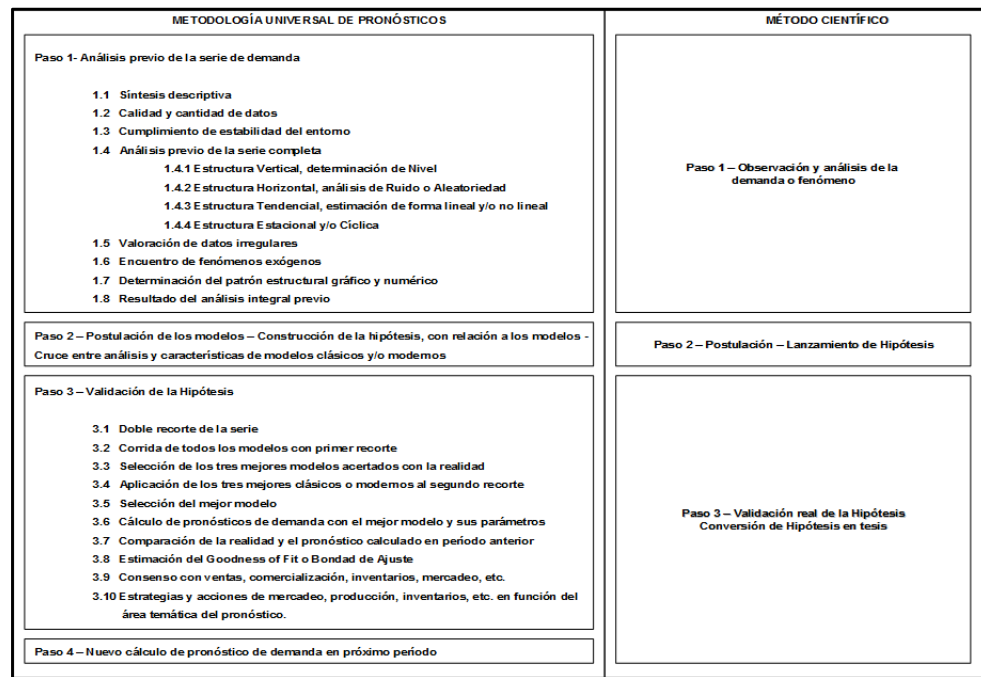 METODOLOGÍA UNIVERSAL DE PRONÓSTICOS
MÉTODO CIENTÍFICO
Paso 1- Análisis previo de la serie de demanda
1.1 Síntesis descriptiva
1.2 Calidad y cantidad de datos
1.3 Cumplimiento de estabilidad del entorno
1.4 Análisis previo de la serie completa
1.4.1 Estructura Vertical, determinación de Nivel
1.4.2 Estructura Horizontal, análisis de Ruido o Aleatoriedad
1.4.3 Estructura Tendencial, estimación de forma lineal y/o no lineal
1.4.4 Estructura Estacional y/o Cíclica
1.5 Valoración de datos irregulares
1.6 Encuentro de fenómenos exógenos
1.7 Determinación del patrón estructural gráfico y numérico
1.8 Resultado del análisis integral previo
Paso 1 – Observación y análisis de la
demanda o fenómeno
Paso 2 – Postulación de los modelos – Construcción de la hipótesis, con relación a los modelos -
Cruce entre análisis y características de modelos clásicos y/o modernos
Paso 2 – Postulación – Lanzamiento de Hipótesis
Paso 3 – Validación de la Hipótesis
3.1 Doble recorte de la serie
3.2 Corrida de todos los modelos con primer recorte
3.3 Selección de los tres mejores modelos acertados con la realidad
3.4 Aplicación de los tres mejores clásicos o modernos al segundo recorte
3.5 Selección del mejor modelo
3.6 Cálculo de pronósticos de demanda con el mejor modelo y sus parámetros
3.7 Comparación de la realidad y el pronóstico calculado en período anterior
3.8 Estimación del Goodness of Fit o Bondad de Ajuste
3.9 Consenso con ventas, comercialización, inventarios, mercadeo, etc.
3.10 Estrategias y acciones de mercadeo, producción, inventarios, etc. en función del
área temática del pronóstico.
Paso 3 – Validación real de la Hipótesis
Conversión de Hipótesis en tesis
Paso 4 – Nuevo cálculo de pronóstico de demanda en próximo período